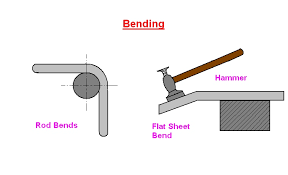 Bending
Hammer
Rod Bends
Flat Sheet
Bend